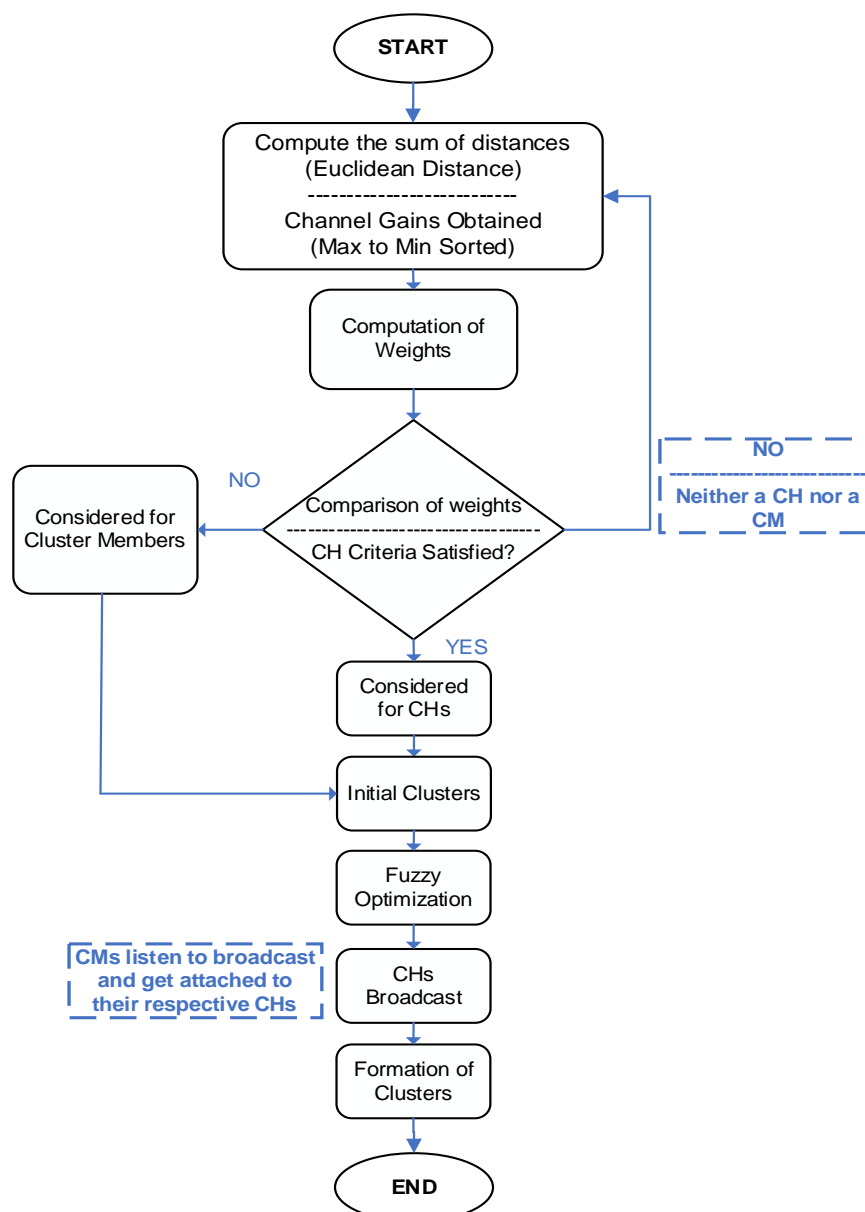 START
Compute the sum of distances
(Euclidean Distance)
----------------------------
Channel Gains Obtained
(Max to Min Sorted)
Computation of
Weights
NO
Neither a CH nor a
CM
NO
Comparison of weights
----------------------------
CH Criteria Satisfied?
Considered for
Cluster Members
YES
Considered
for CHs
Initial Clusters
Fuzzy
Optimization
CMs listen to broadcast
and get attached to
their respective CHs
CHs
Broadcast
Formation of
Clusters
END